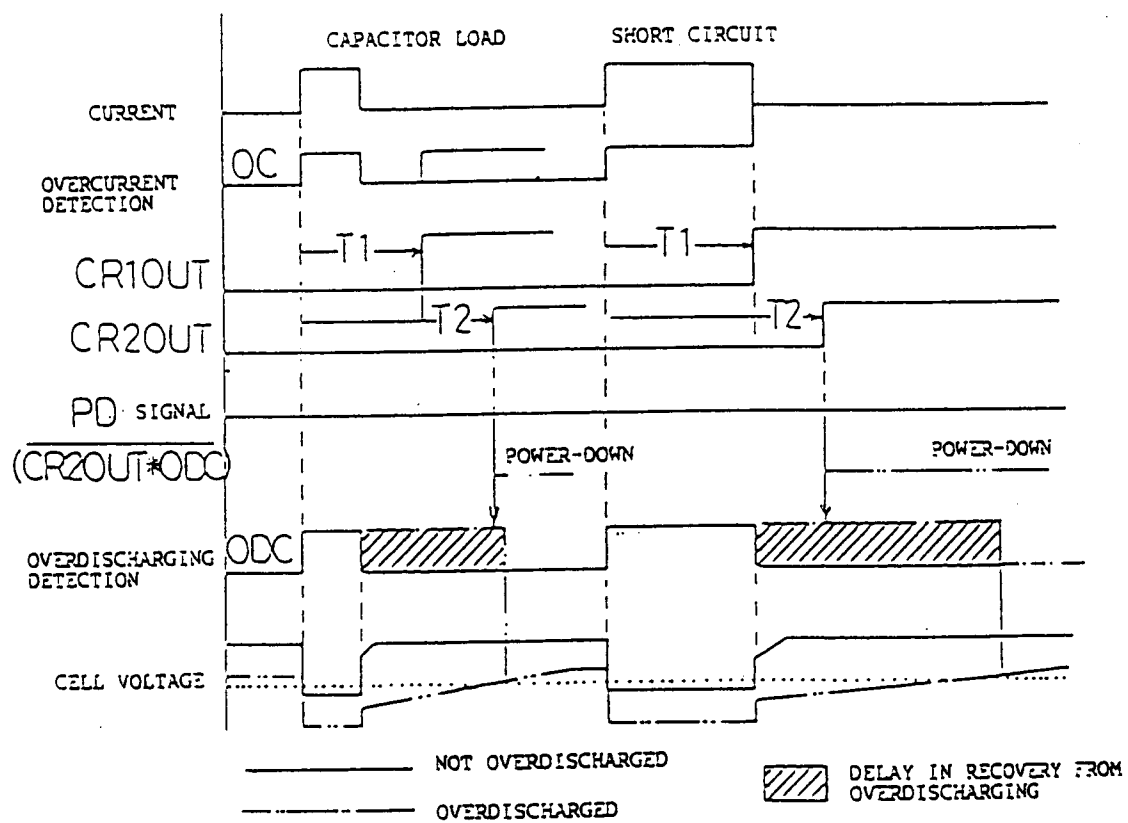 CAPACITOR LOAD
SHORT CIRCUIT
CURRENT
OC
OVERCURRENT
DETECTION
T1
T1
CR1OUT
T2
T2
CR2OUT
PD SIGNAL
(CR2OUT*ODC)
POWER-DOWN
POWER-DOWN
ODC
OVERDISCHARGING
DETECTION
CELL VOLTAGE
NOT OVERDISCHARGED
OVERDISCHARGED
DELAY IN RECOVERY FROM
OVERDISCHARGING